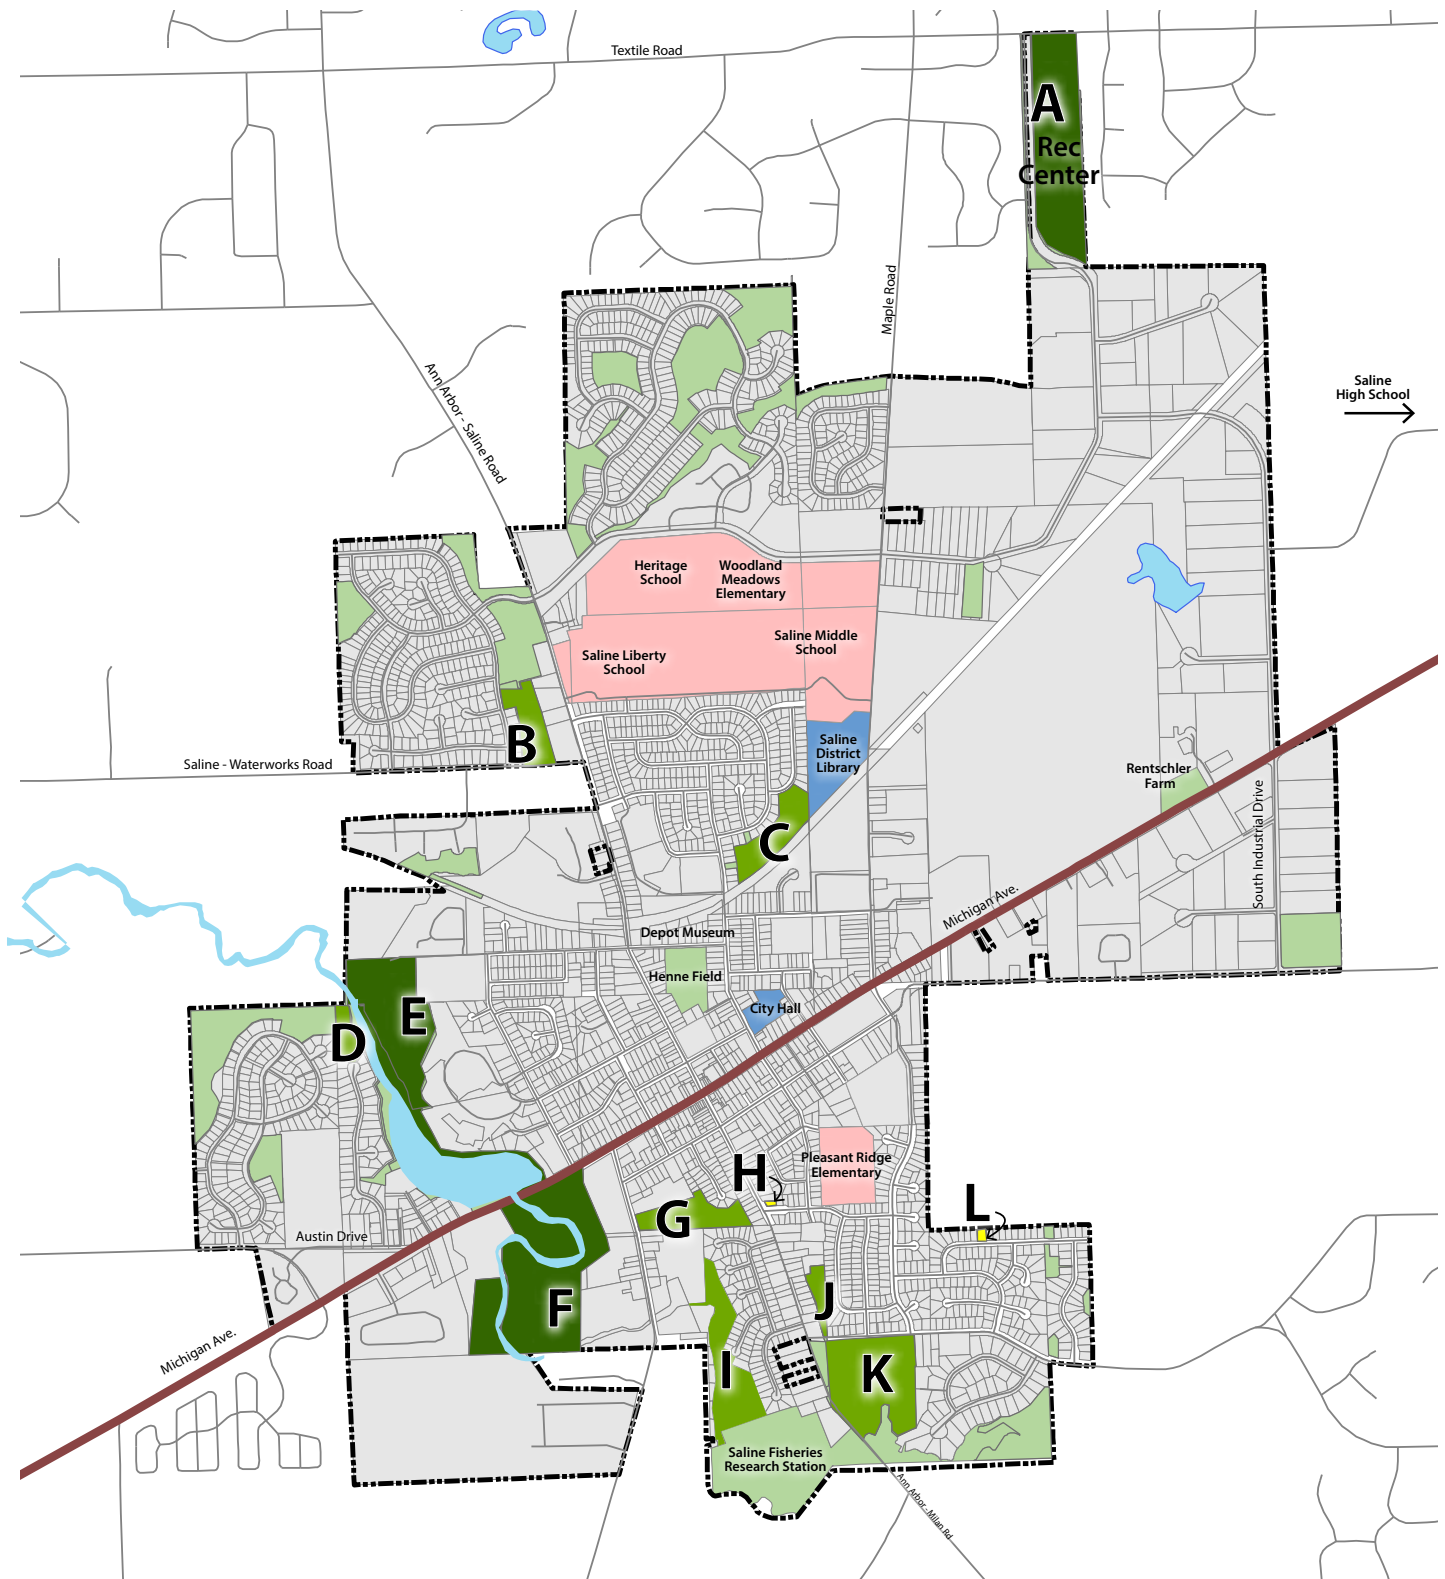 Textile Road
A
Rec
Center
Maple Road
Ann Arbor - Saline Road
Saline
High School
Heritage
School
Woodland
Meadows
Elementary
Saline Middle
School
Saline Liberty
School
B
Saline
District
Library
Saline - Waterworks Road
Rentschler
Farm
South Industrial Drive
C
Michigan Ave.
Depot Museum
Henne Field
City Hall
E
D
H
Pleasant Ridge
Elementary
L
G
Austin Drive
F
J
Michigan Ave.
I
K
Saline Fisheries
Research Station
Ann Arbor - Milan Rd